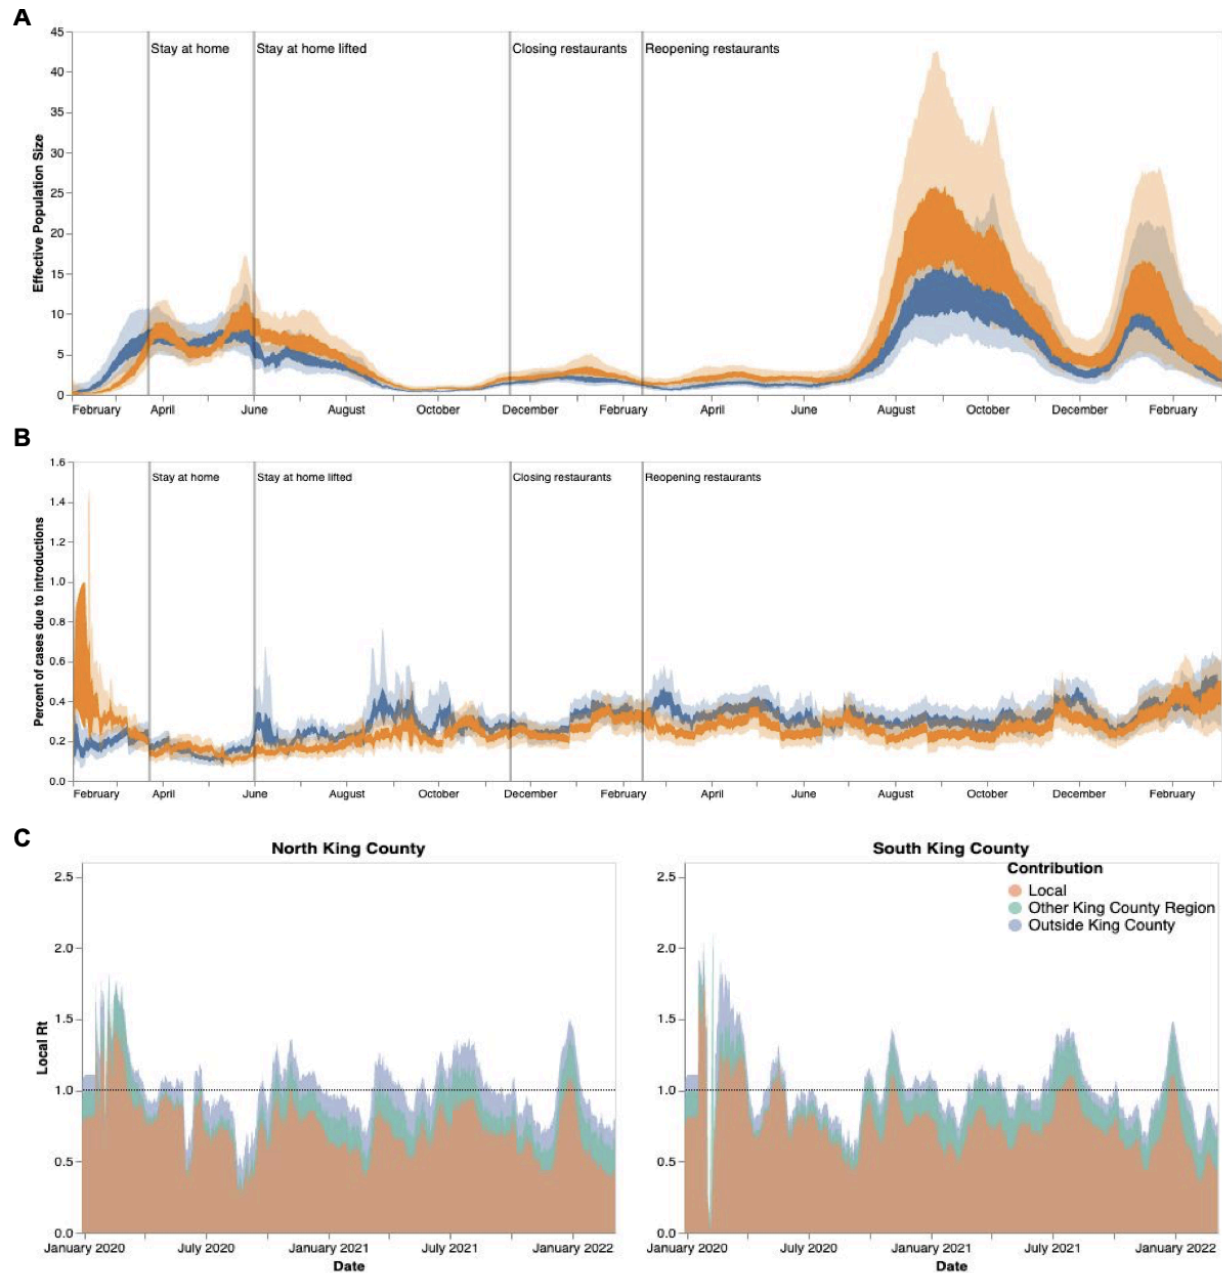 A
Stay at home
Stay at home lifted
Closing restaurants
Reopening restaurants
Effective Population Size
45
40
35
30
25
20
15
10
5
0
February
April
June
August
October
December
February
April
June
August
October
December
February
B
Stay at home
Stay at home lifted
Closing restaurants
Reopening restaurants
Percent of cases due to introductions
1.6
1.4
1.2
1.0
0.8
0.6
0.4
0.2
0.0
February
April
June
August
October
December
February
April
June
August
October
December
February
C
North King County
Local Rt
2.5
2.0
1.5
1.0
0.5
0.0
January 2020
July 2020
January 2021
July 2021
January 2022
Date
South King County
Contribution
Local
Other King County Region
Outside King County
2.5
2.0
1.5
1.0
0.5
0.0
January 2020
July 2020
January 2021
July 2021
January 2022
Date